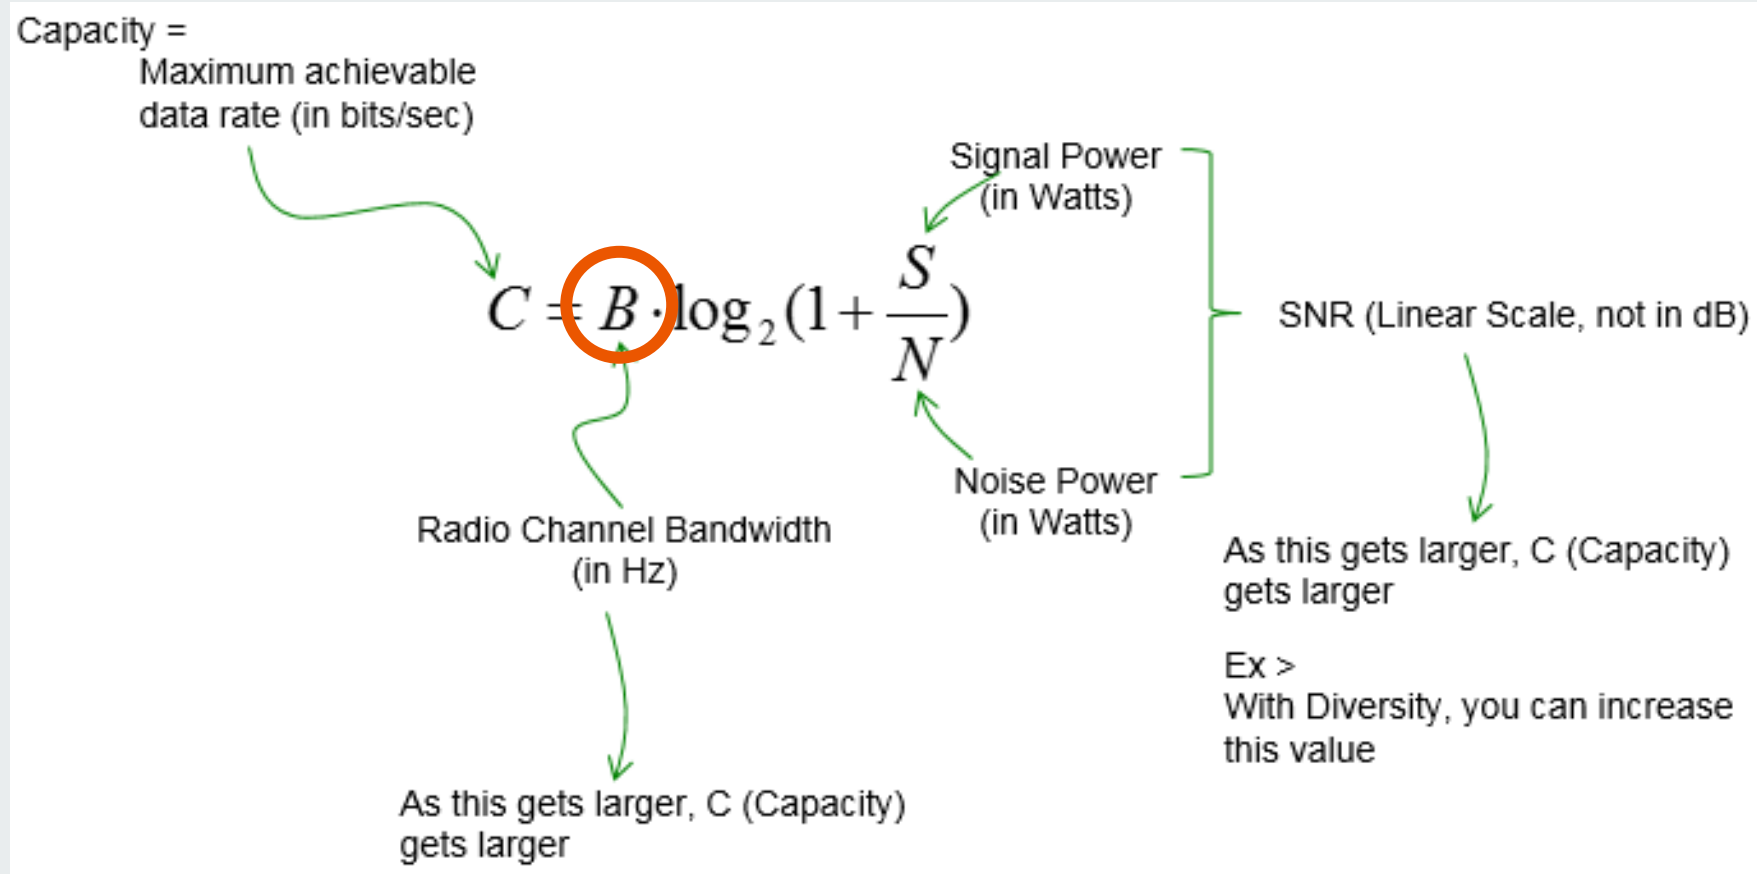 Capacity =
Maximum achievable
data rate (in bits/sec)
Signal Power
(in Watts)
C = B · log₂(1 + S/N)
SNR (Linear Scale, not in dB)
Noise Power
(in Watts)
Radio Channel Bandwidth
(in Hz)
As this gets larger, C (Capacity)
gets larger
Ex >
With Diversity, you can increase
this value
As this gets larger, C (Capacity)
gets larger